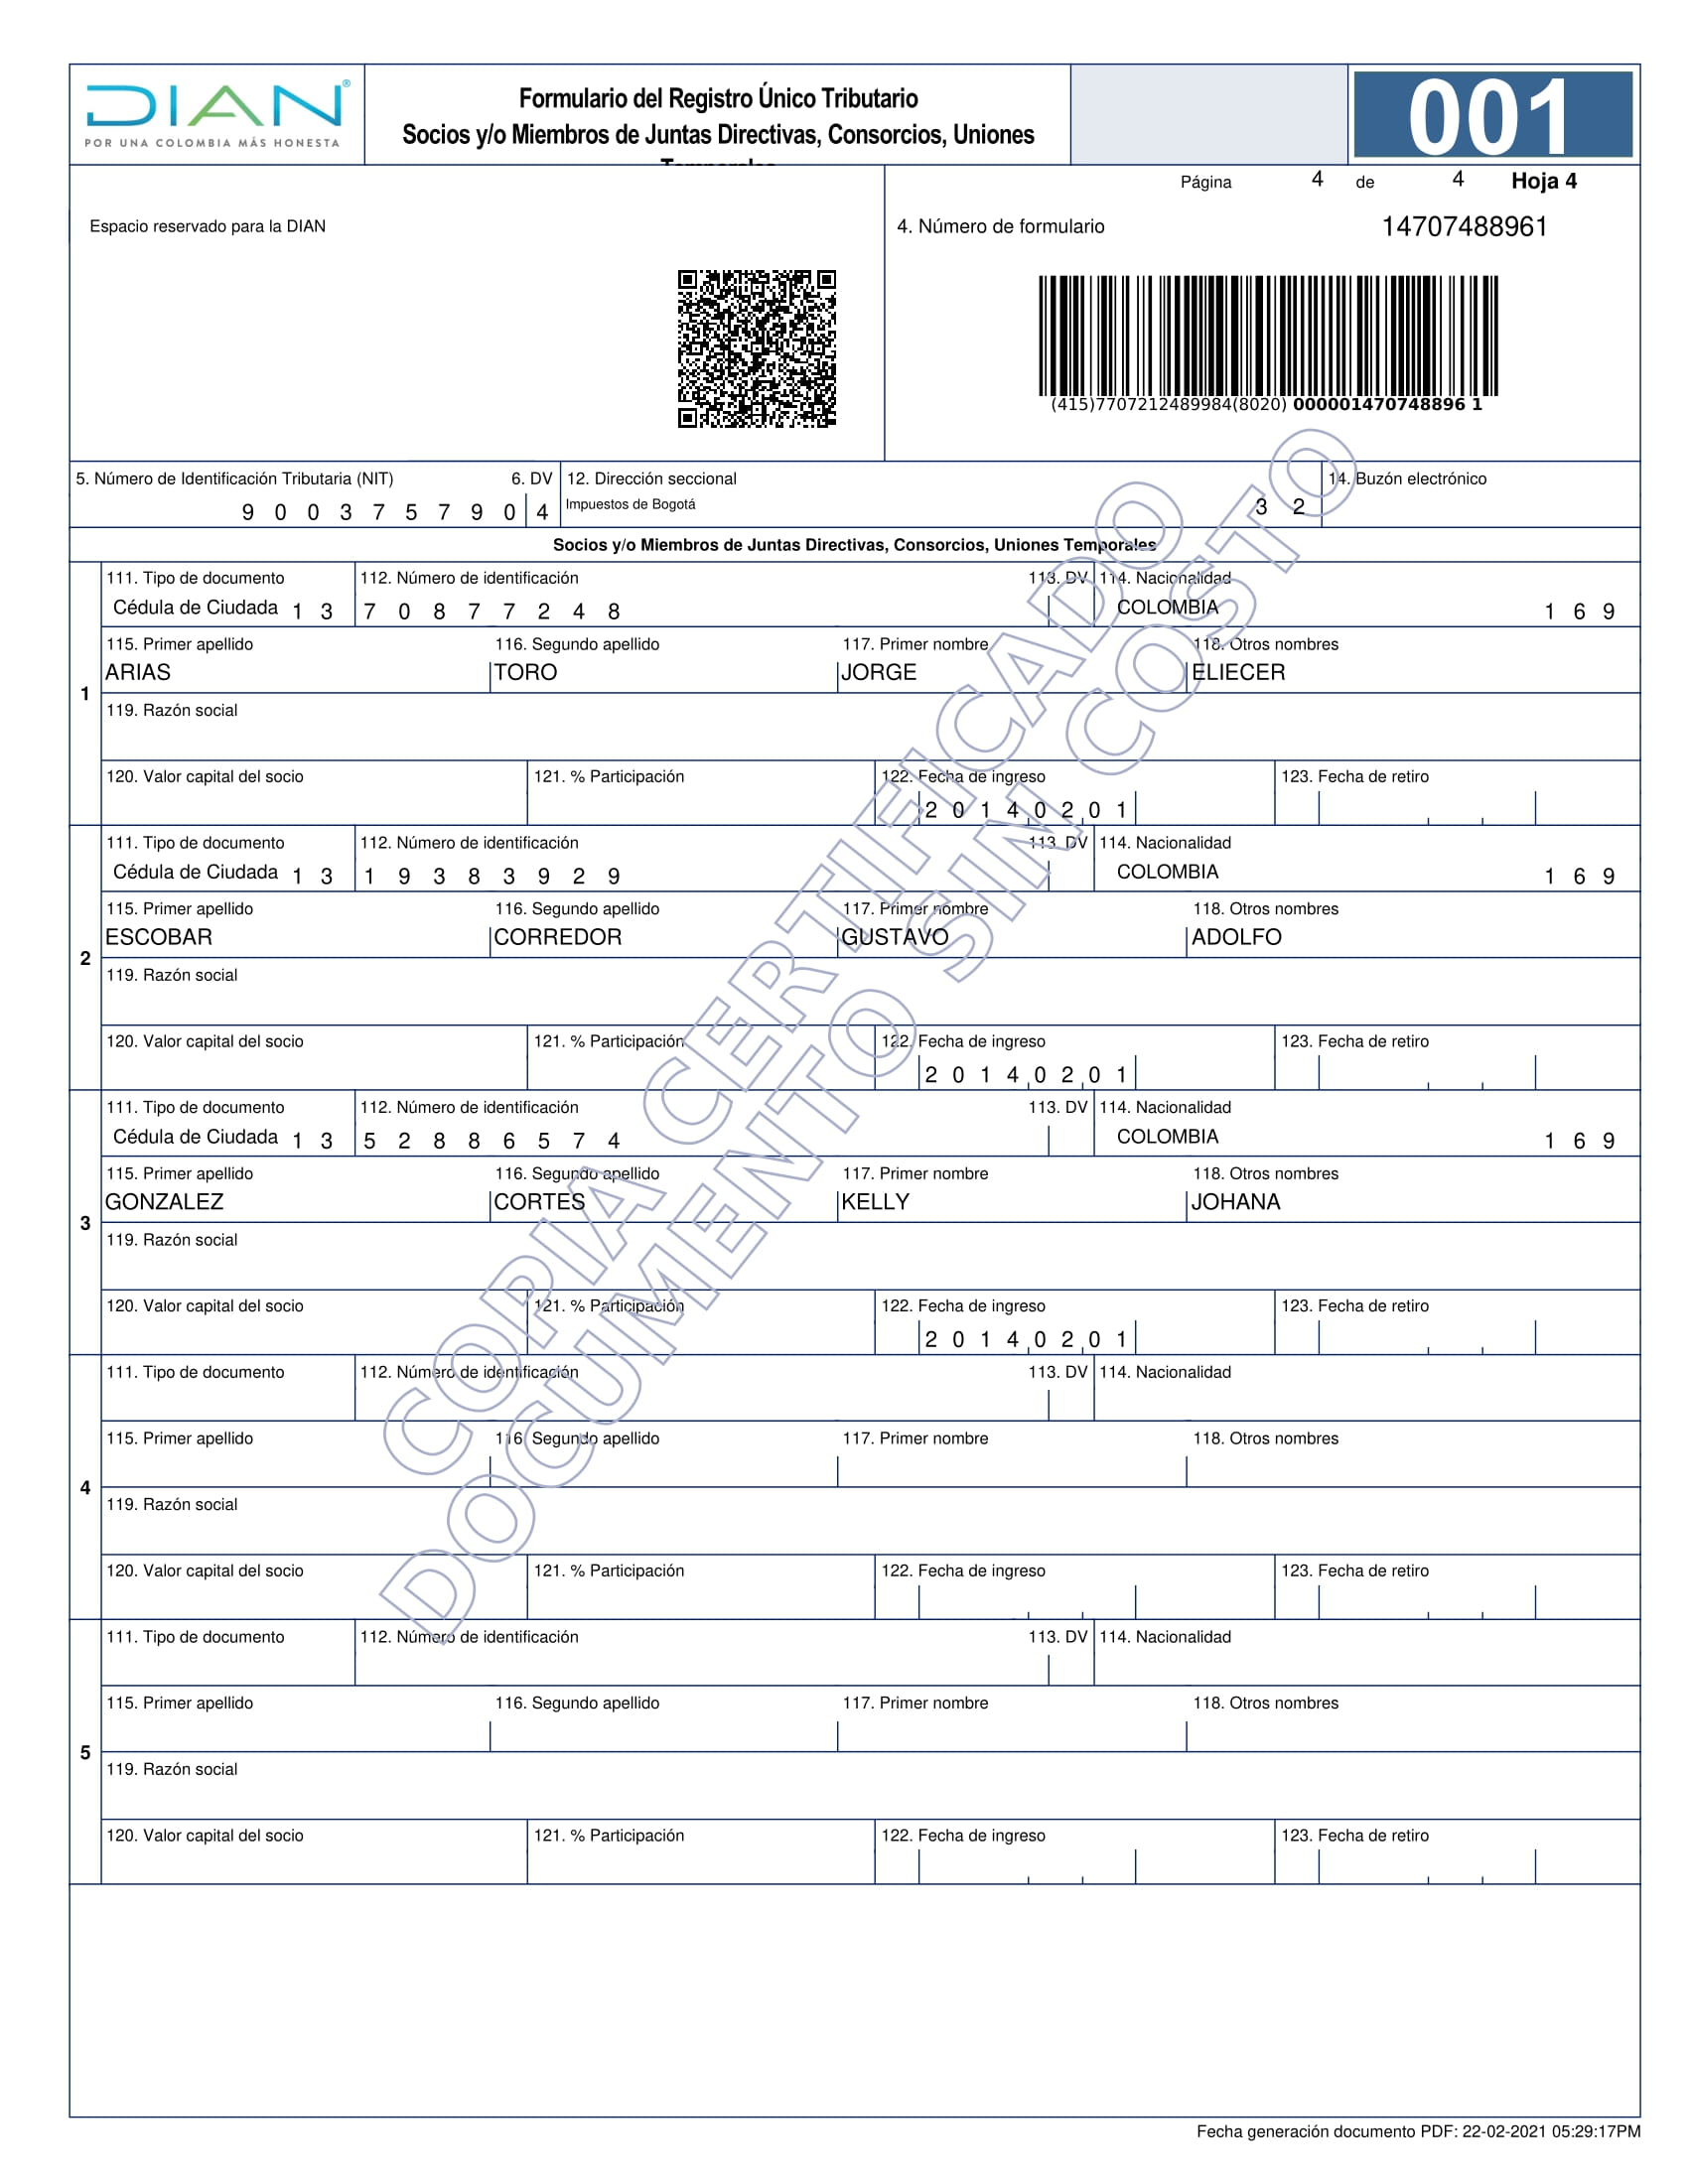 DIAN®
POR UNA COLOMBIA MÁS HONESTA
Formulario del Registro Único Tributario
Socios y/o Miembros de Juntas Directivas, Consorcios, Uniones
Temporales
001
Página 4 de 4 Hoja 4
Espacio reservado para la DIAN
4. Número de formulario 14707488961
(415)7707212489984(8020) 000001470748896 1
5. Número de Identificación Tributaria (NIT) 6. DV 12. Dirección seccional 14. Buzón electrónico
9 0 0 3 7 5 7 9 0 4 Impuestos de Bogotá 3 2
Socios y/o Miembros de Juntas Directivas, Consorcios, Uniones Temporales
1
111. Tipo de documento 112. Número de identificación 113. DV 114. Nacionalidad
Cédula de Ciudada 1 3 7 0 8 7 7 2 4 8 COLOMBIA 1 6 9
115. Primer apellido 116. Segundo apellido 117. Primer nombre 118. Otros nombres
ARIAS TORO JORGE ELIECER
119. Razón social
120. Valor capital del socio 121. % Participación 122. Fecha de ingreso 123. Fecha de retiro
2 0 1 4 0 2 0 1
2
111. Tipo de documento 112. Número de identificación 113. DV 114. Nacionalidad
Cédula de Ciudada 1 3 1 9 3 8 3 9 2 9 COLOMBIA 1 6 9
115. Primer apellido 116. Segundo apellido 117. Primer nombre 118. Otros nombres
ESCOBAR CORREDOR GUSTAVO ADOLFO
119. Razón social
120. Valor capital del socio 121. % Participación 122. Fecha de ingreso 123. Fecha de retiro
2 0 1 4 0 2 0 1
3
111. Tipo de documento 112. Número de identificación 113. DV 114. Nacionalidad
Cédula de Ciudada 1 3 5 2 8 8 6 5 7 4 COLOMBIA 1 6 9
115. Primer apellido 116. Segundo apellido 117. Primer nombre 118. Otros nombres
GONZALEZ CORTES KELLY JOHANA
119. Razón social
120. Valor capital del socio 121. % Participación 122. Fecha de ingreso 123. Fecha de retiro
2 0 1 4 0 2 0 1
4
111. Tipo de documento 112. Número de identificación 113. DV 114. Nacionalidad
115. Primer apellido 116. Segundo apellido 117. Primer nombre 118. Otros nombres
119. Razón social
120. Valor capital del socio 121. % Participación 122. Fecha de ingreso 123. Fecha de retiro
5
111. Tipo de documento 112. Número de identificación 113. DV 114. Nacionalidad
115. Primer apellido 116. Segundo apellido 117. Primer nombre 118. Otros nombres
119. Razón social
120. Valor capital del socio 121. % Participación 122. Fecha de ingreso 123. Fecha de retiro
COPIA CERTIFICADO
DOCUMENTO SIN COSTO
Fecha generación documento PDF: 22-02-2021 05:29:17PM